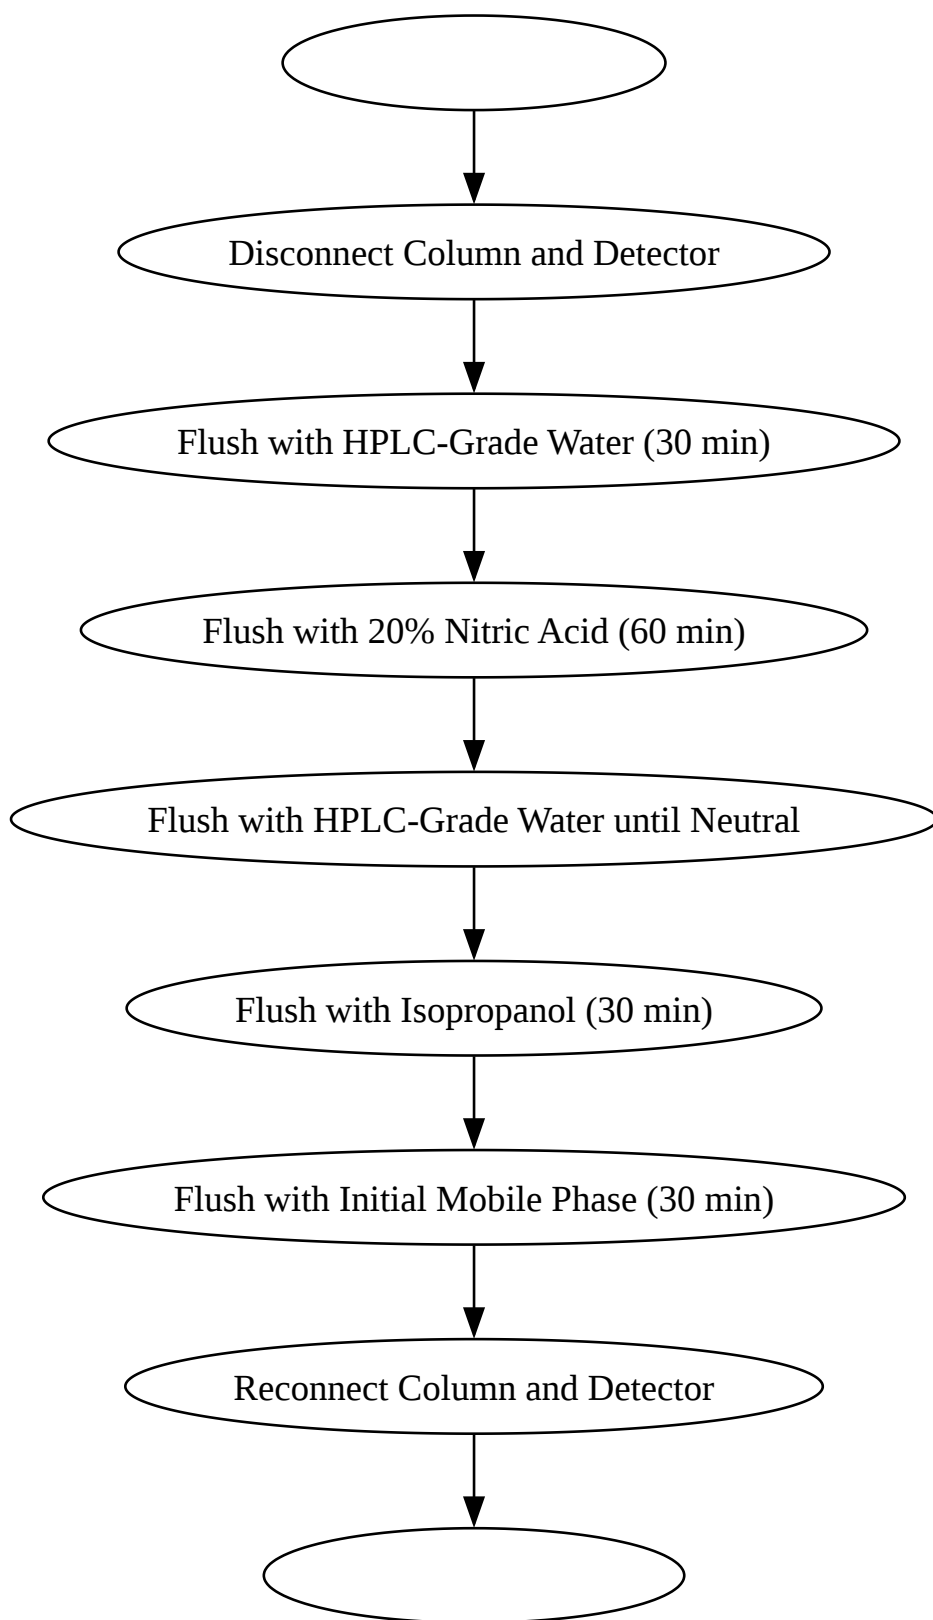 Disconnect Column and Detector
Flush with HPLC-Grade Water (30 min)
Flush with 20% Nitric Acid (60 min)
Flush with HPLC-Grade Water until Neutral
Flush with Isopropanol (30 min)
Flush with Initial Mobile Phase (30 min)
Reconnect Column and Detector